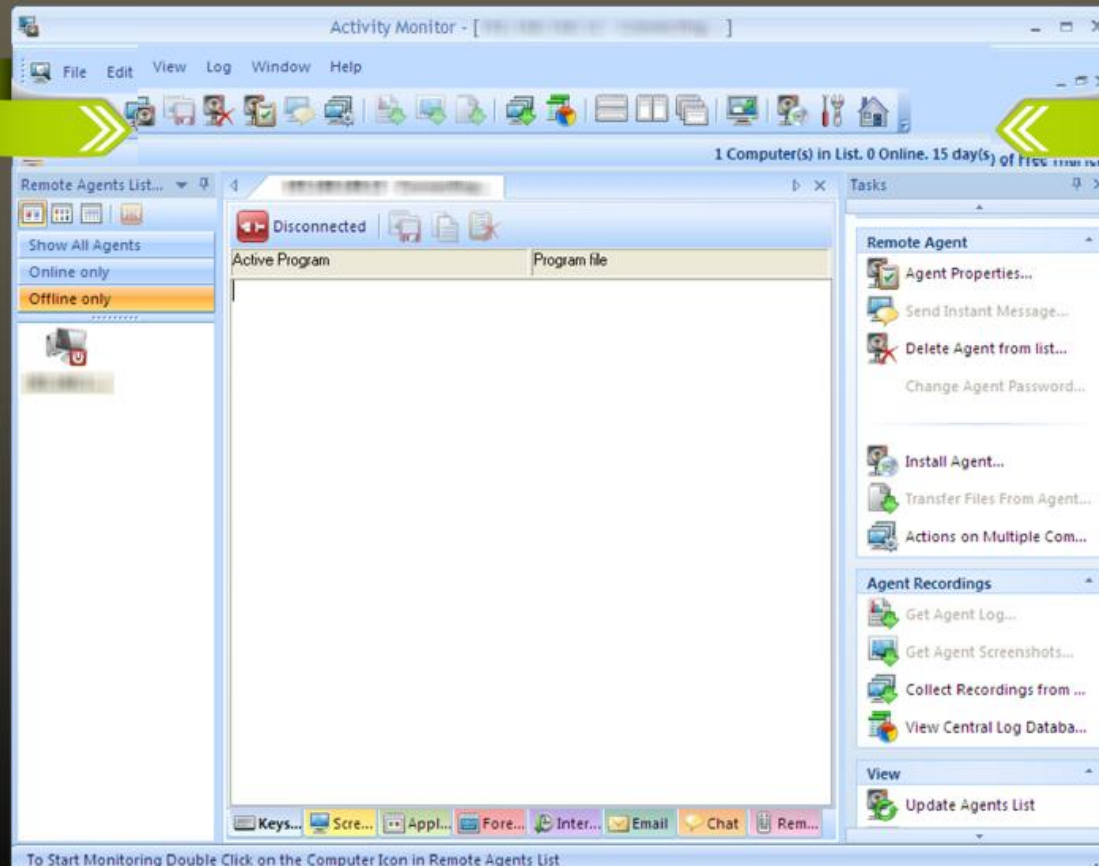 Activity Monitor - [ ]
File Edit View Log Window Help
1 Computer(s) in List. 0 Online. 15 day(s) of Free
Remote Agents List...
Tasks
Show All Agents
Online only
Offline only
Disconnected
Active Program
Program file
Remote Agent
Agent Properties...
Send Instant Message...
Delete Agent from list...
Change Agent Password...
Install Agent...
Transfer Files From Agent...
Actions on Multiple Com...
Agent Recordings
Get Agent Log...
Get Agent Screenshots...
Collect Recordings from ...
View Central Log Databa...
View
Update Agents List
Keys... Scre... Appl... Fore... Inter... Email Chat Rem...
To Start Monitoring Double Click on the Computer Icon in Remote Agents List